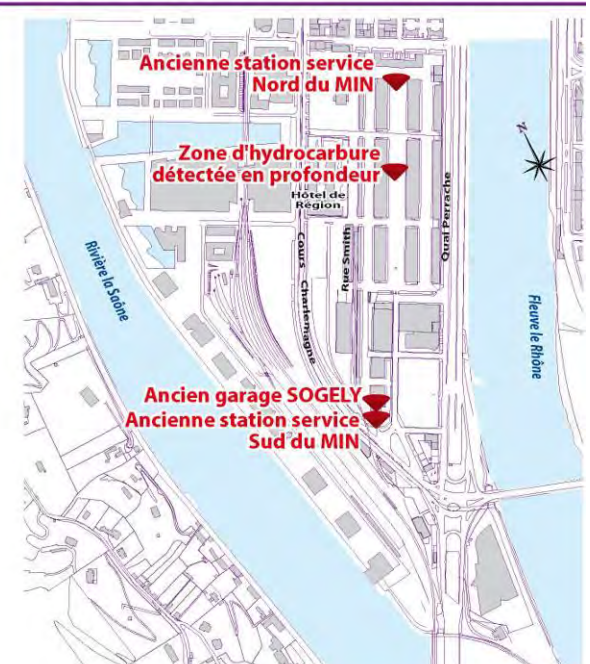 Ancienne station service
Nord du MIN
Zone d'hydrocarbure
détectée en profondeur
Hôtel de
Région
Cours Charlemagne
Rue Smith
Quai Perrache
Rivière la Saône
Fleuve le Rhône
N
Ancien garage SOGELY
Ancienne station service
Sud du MIN